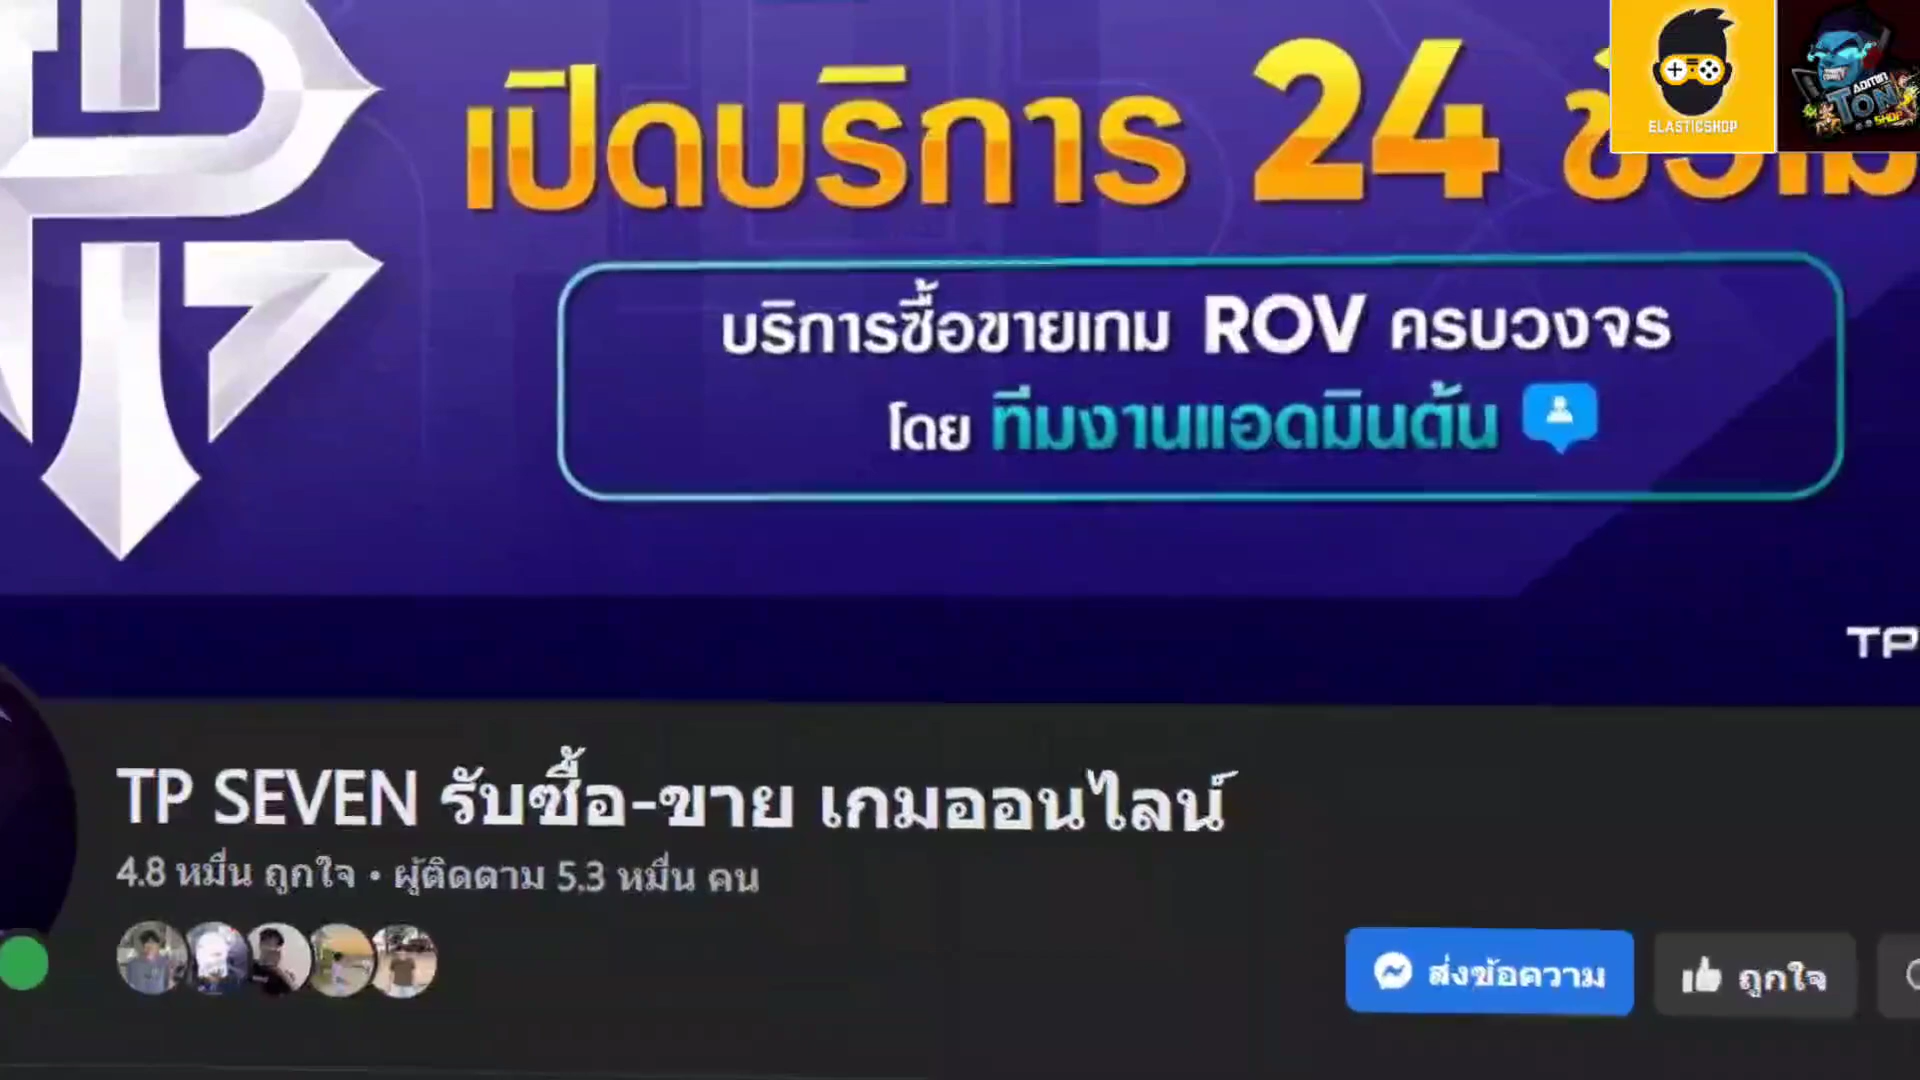 เปิดบริการ 24
ELASTICSHOP
ADMIN
TON
SHOP
บริการซื้อขายเกม ROV ครบวงจร
โดย ทีมงานแอดมินต้น
TP
TP SEVEN รับซื้อ-ขาย เกมออนไลน์
4.8 หมื่น ถูกใจ • ผู้ติดตาม 5.3 หมื่น คน
ส่งข้อความ
ถูกใจ